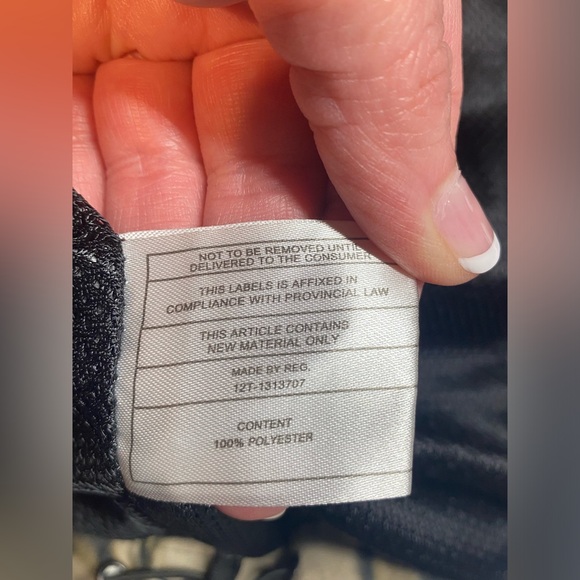 NOT TO BE REMOVED UNTIL
DELIVERED TO THE CONSUMER
THIS LABELS IS AFFIXED IN
COMPLIANCE WITH PROVINCIAL LAW
THIS ARTICLE CONTAINS
NEW MATERIAL ONLY
MADE BY REG.
12T-1313707
CONTENT
100% POLYESTER